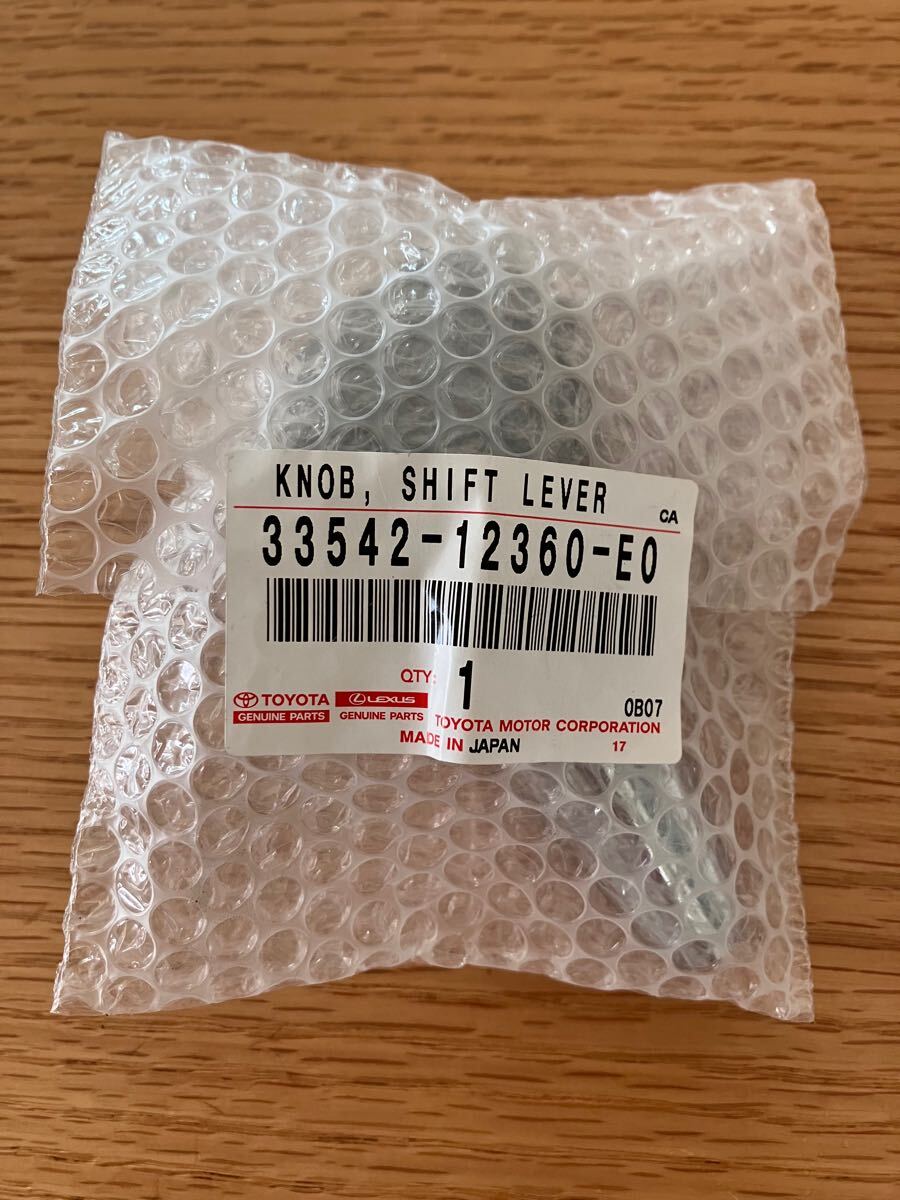 KNOB, SHIFT LEVER
CA
33542-12360-E0
QTY: 1
0B07
TOYOTA LEXUS
GENUINE PARTS GENUINE PARTS TOYOTA MOTOR CORPORATION
MADE IN JAPAN 17